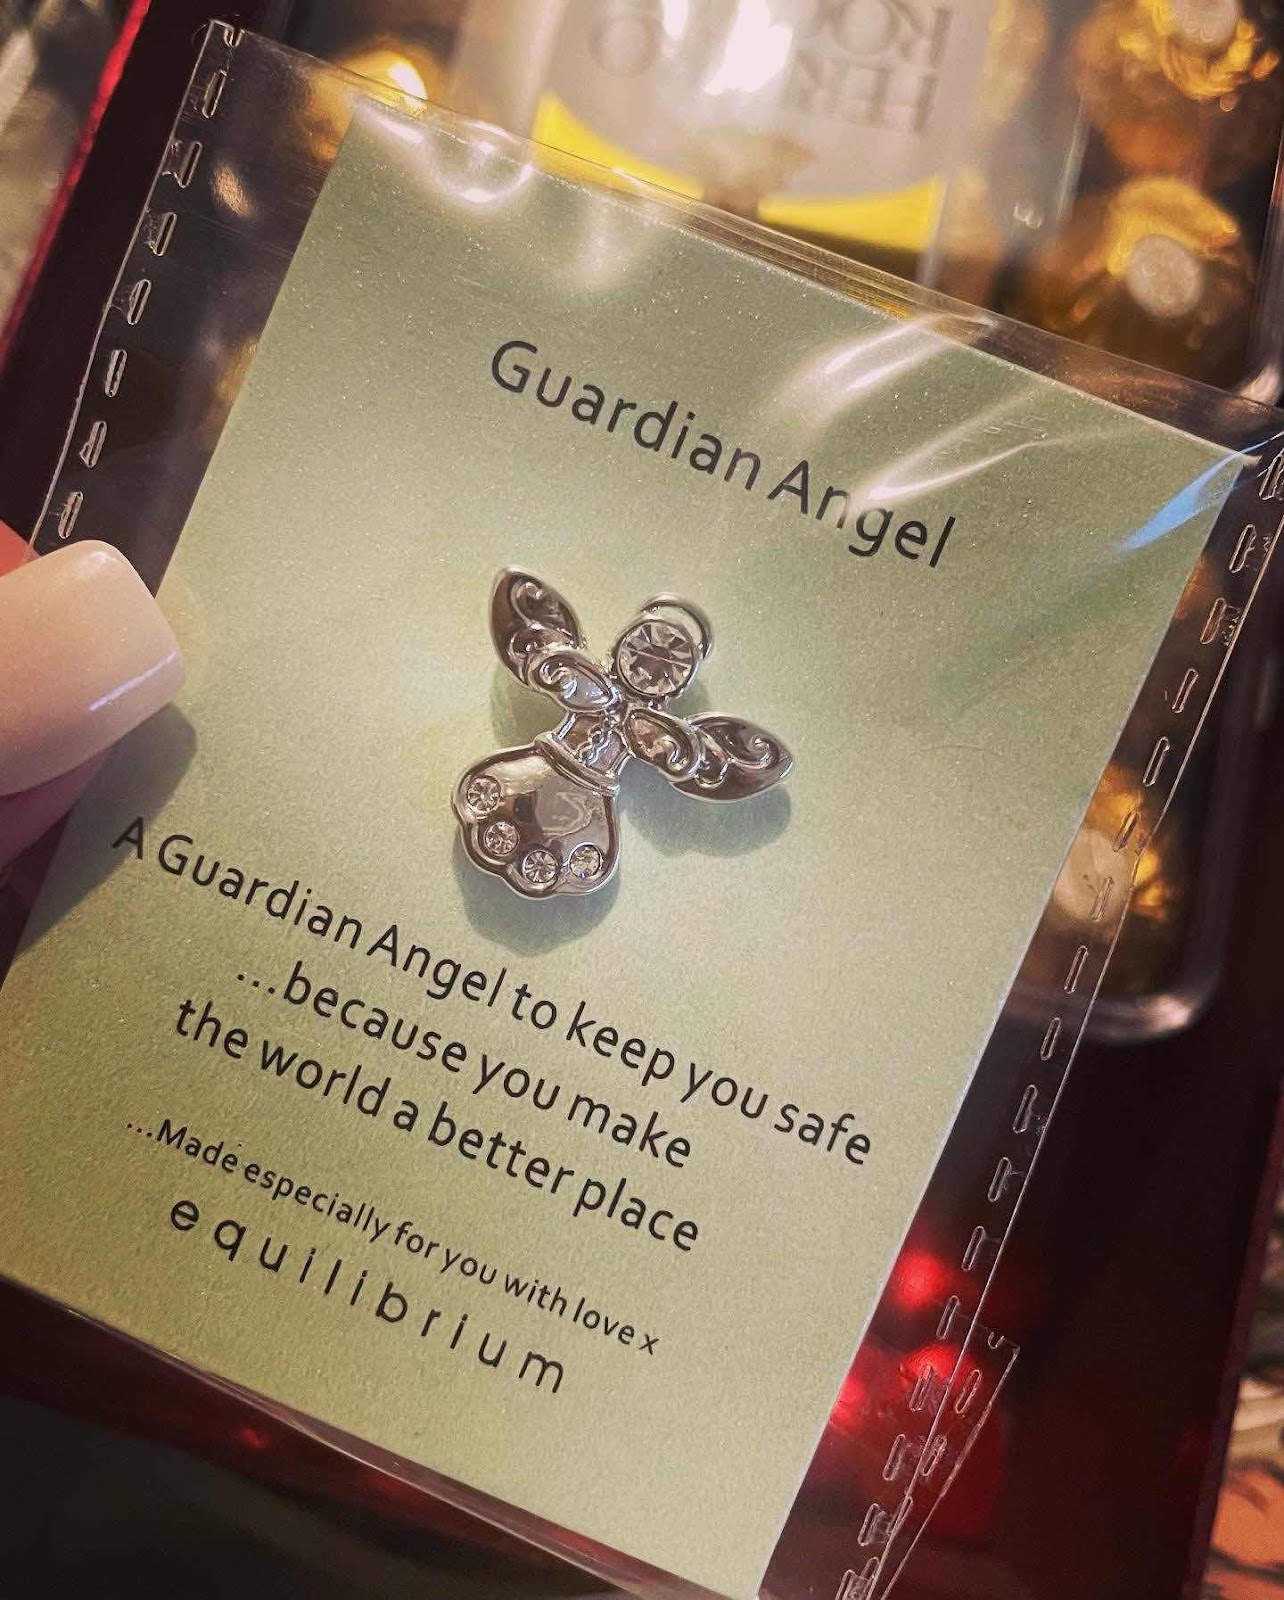 Guardian Angel
A Guardian Angel to keep you safe
...because you make
the world a better place
...Made especially for you with love x
equilibrium